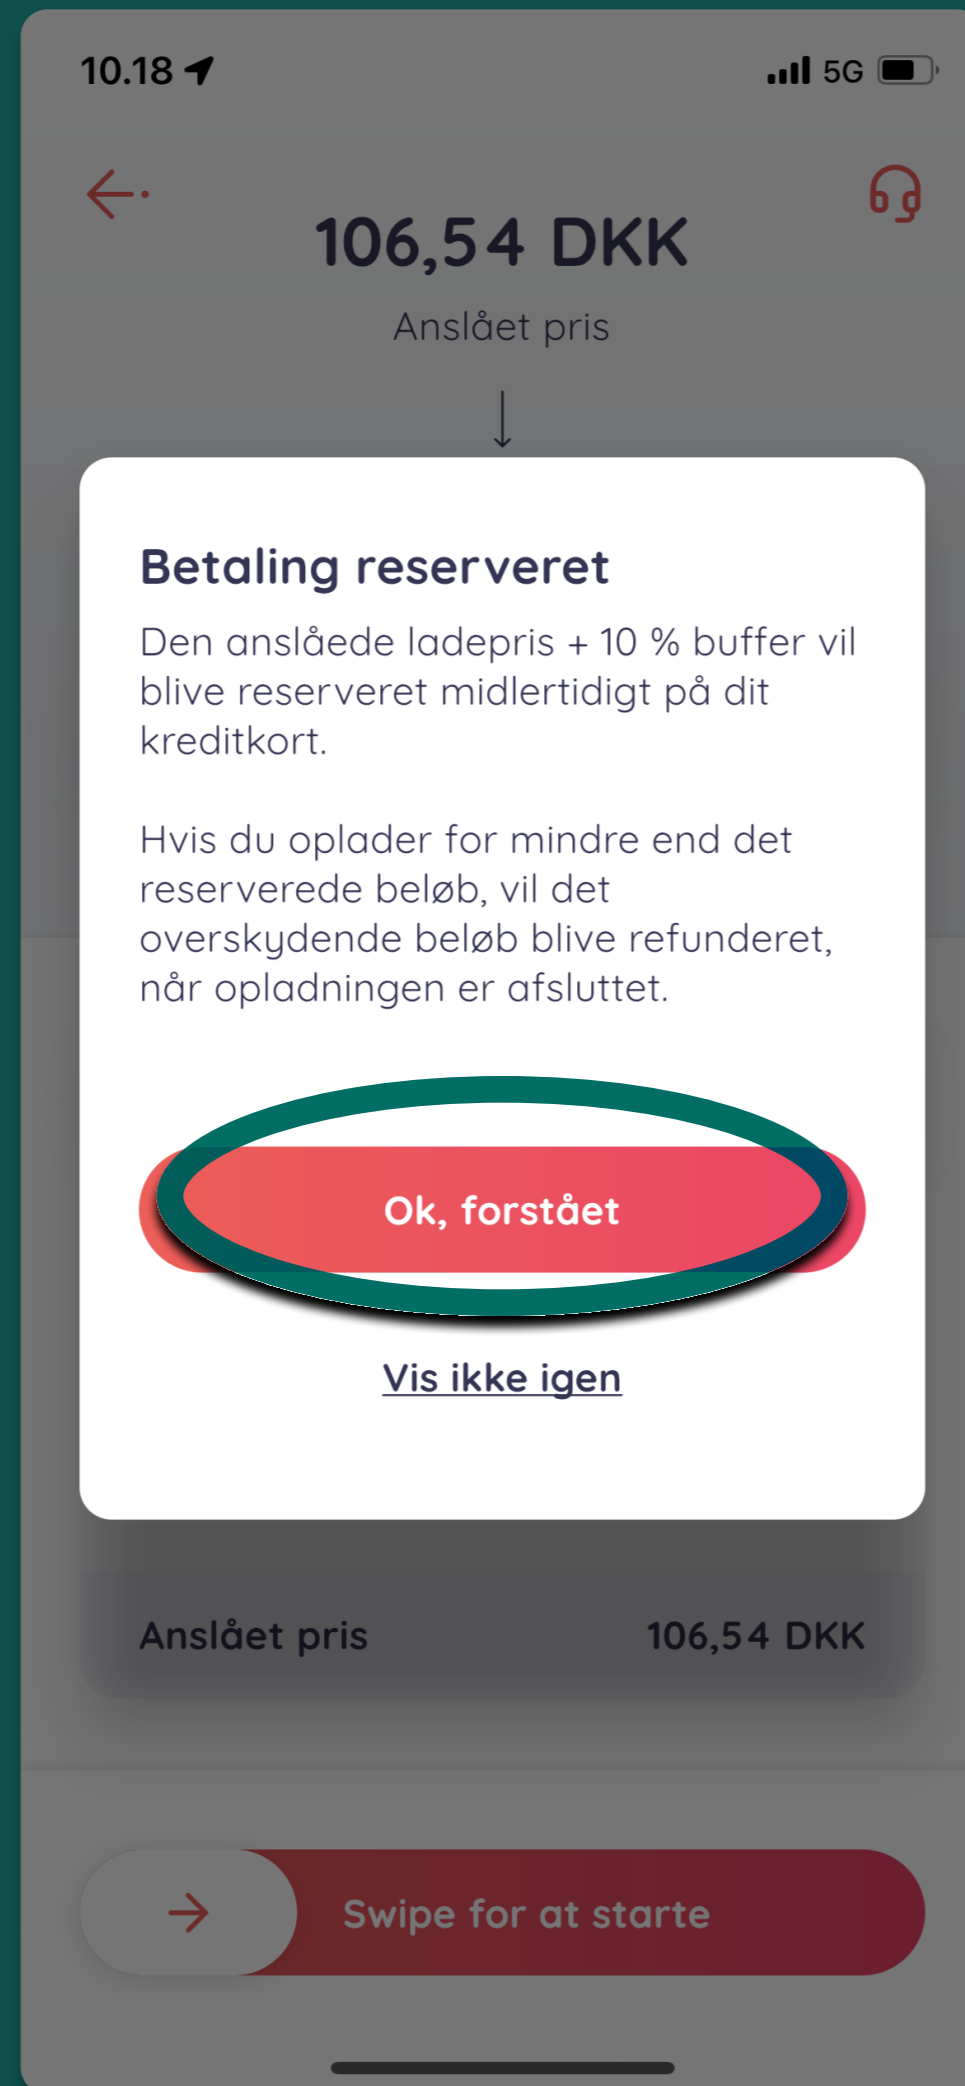 10.18
5G
106,54 DKK
Anslået pris
Betaling reserveret
Den anslåede ladepris + 10 % buffer vil
blive reserveret midlertidigt på dit
kreditkort.
Hvis du oplader for mindre end det
reserverede beløb, vil det
overskydende beløb blive refunderet,
når opladningen er afsluttet.
Ok, forstået
Vis ikke igen
Anslået pris 106,54 DKK
Swipe for at starte